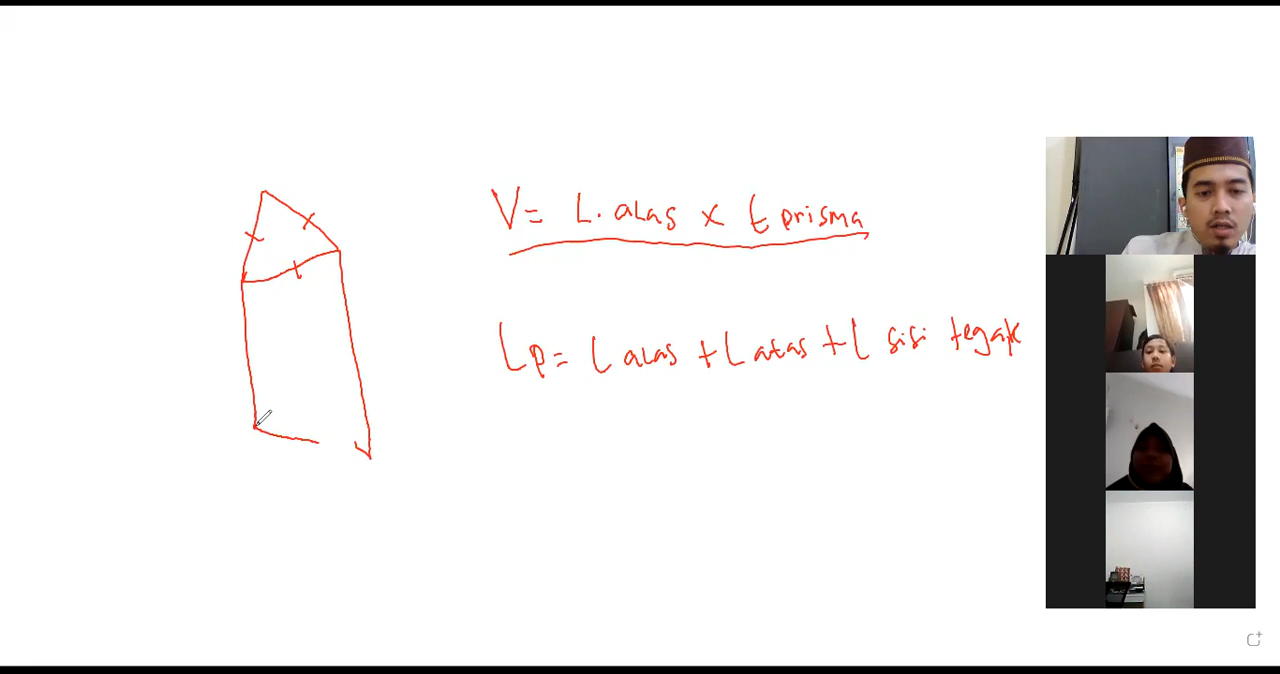 V = L. alas x t prisma
Lp = L alas + L atas + L sisi tegak